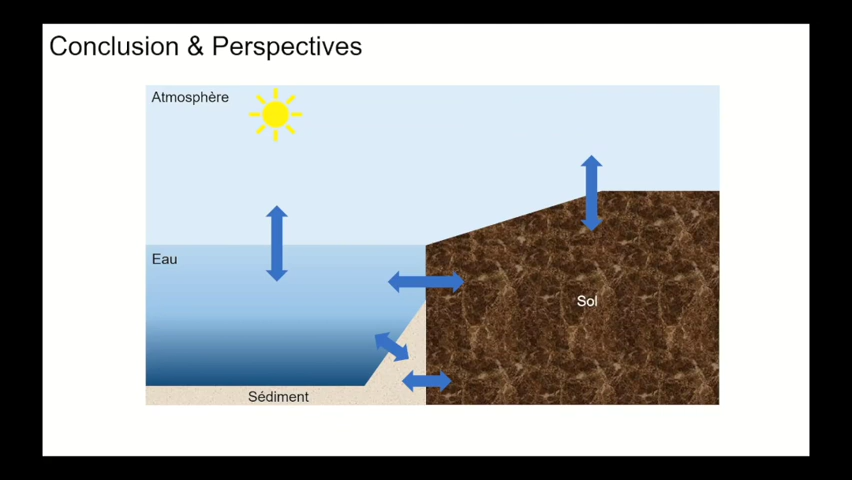 Conclusion & Perspectives
Atmosphère
Eau
Sol
Sédiment